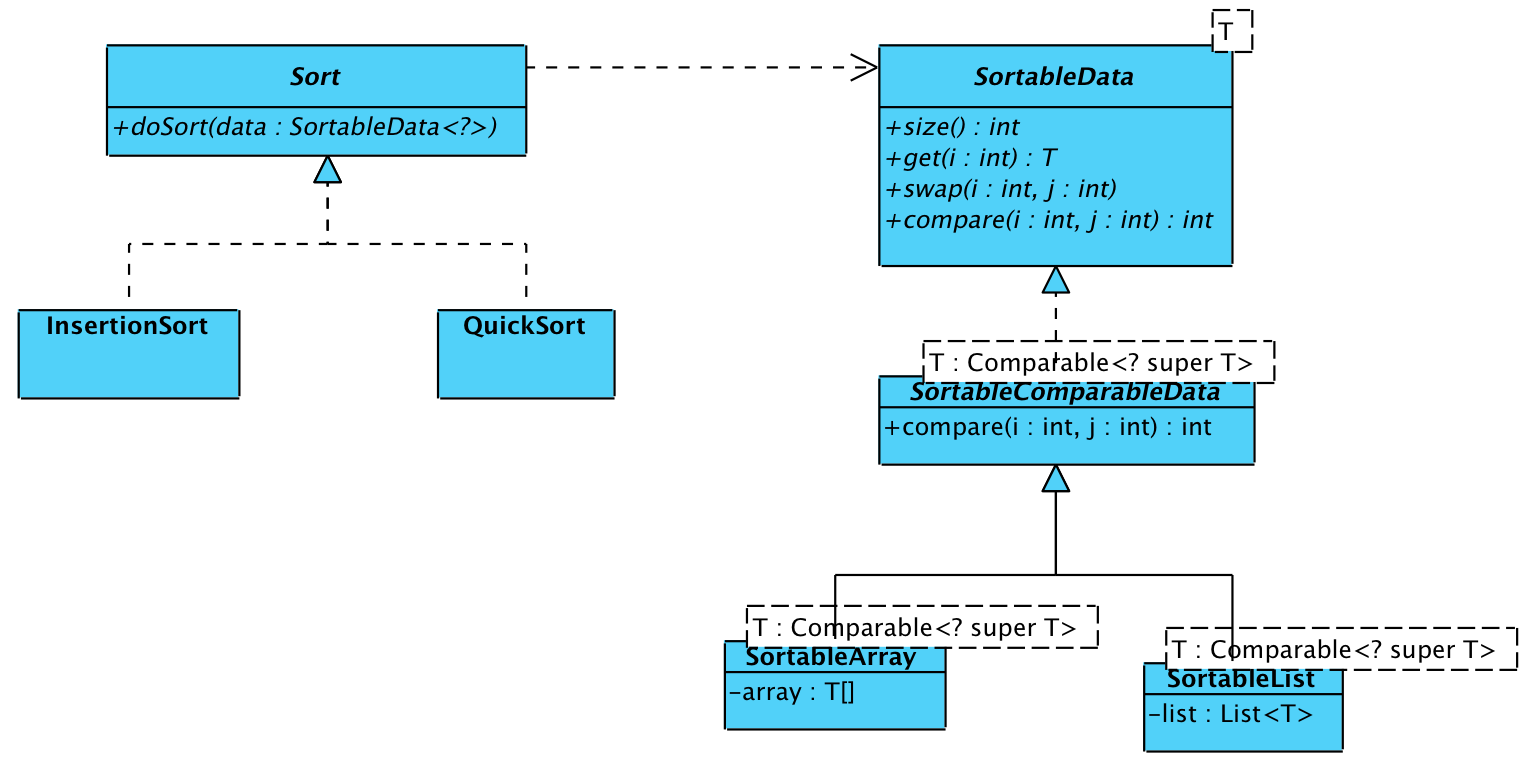 T
Sort
SortableData
+doSort(data : SortableData<?>)
+size() : int
+get(i : int) : T
+swap(i : int, j : int)
+compare(i : int, j : int) : int
InsertionSort
QuickSort
T : Comparable<? super T>
SortableComparableData
+compare(i : int, j : int) : int
T : Comparable<? super T>
SortableArray
-array : T[]
T : Comparable<? super T>
SortableList
-list : List<T>